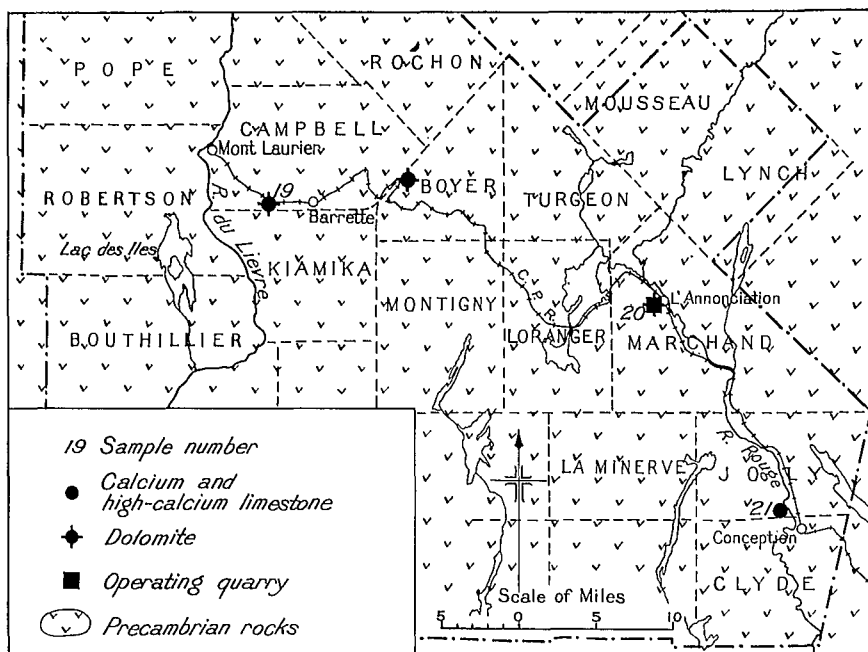 POPE
ROCHON
MOUSSEAU
CAMPBELL
Mont Laurier
LYNCH
19
BOYER
TURGEON
ROBERTSON
Barrette
R. du Lievre
Lac des Iles
KIAMIKA
C.P.R.
L'Annonciation
MONTIGNY
20
BOUTHILLIER
LORANGER
MARCHAND
R. Rouge
LA MINERVE
J O L Y
21
Conception
CLYDE
19 Sample number
Calcium and
high-calcium limestone
Dolomite
Operating quarry
Precambrian rocks
Scale of Miles
5 0 5 10